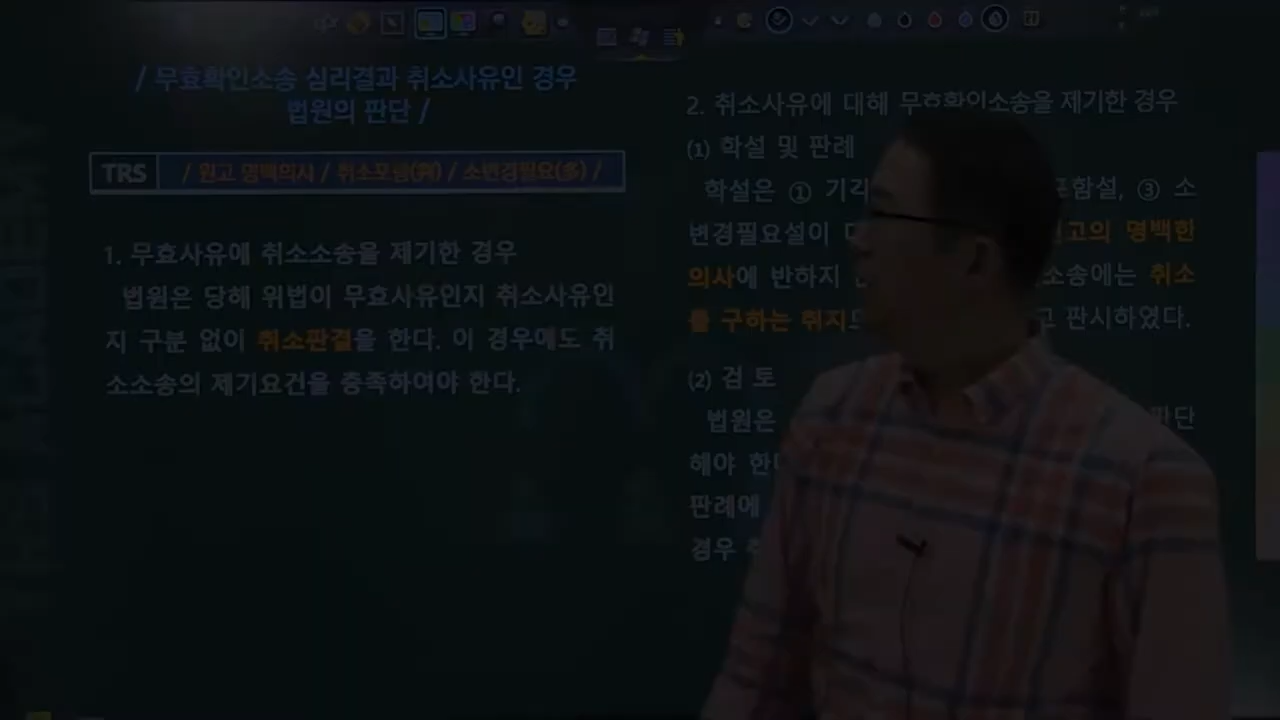 / 무효확인소송 심리결과 취소사유인 경우
법원의 판단 /
TRS / 원고 명백의사 / 취소포함(判) / 소변경필요(多) /
1. 무효사유에 취소소송을 제기한 경우
법원은 당해 위법이 무효사유인지 취소사유인
지 구분 없이 취소판결을 한다. 이 경우에도 취
소소송의 제기요건을 충족하여야 한다.
2. 취소사유에 대해 무효확인소송을 제기한 경우
(1) 학설 및 판례
학설은 ① 기각 포함설, ③ 소
변경필요설이 원고의 명백한
의사에 반하지 소송에는 취소
를 구하는 취지도 고 판시하였다.
(2) 검 토
법원은 판단
해야 한다
판례에
경우